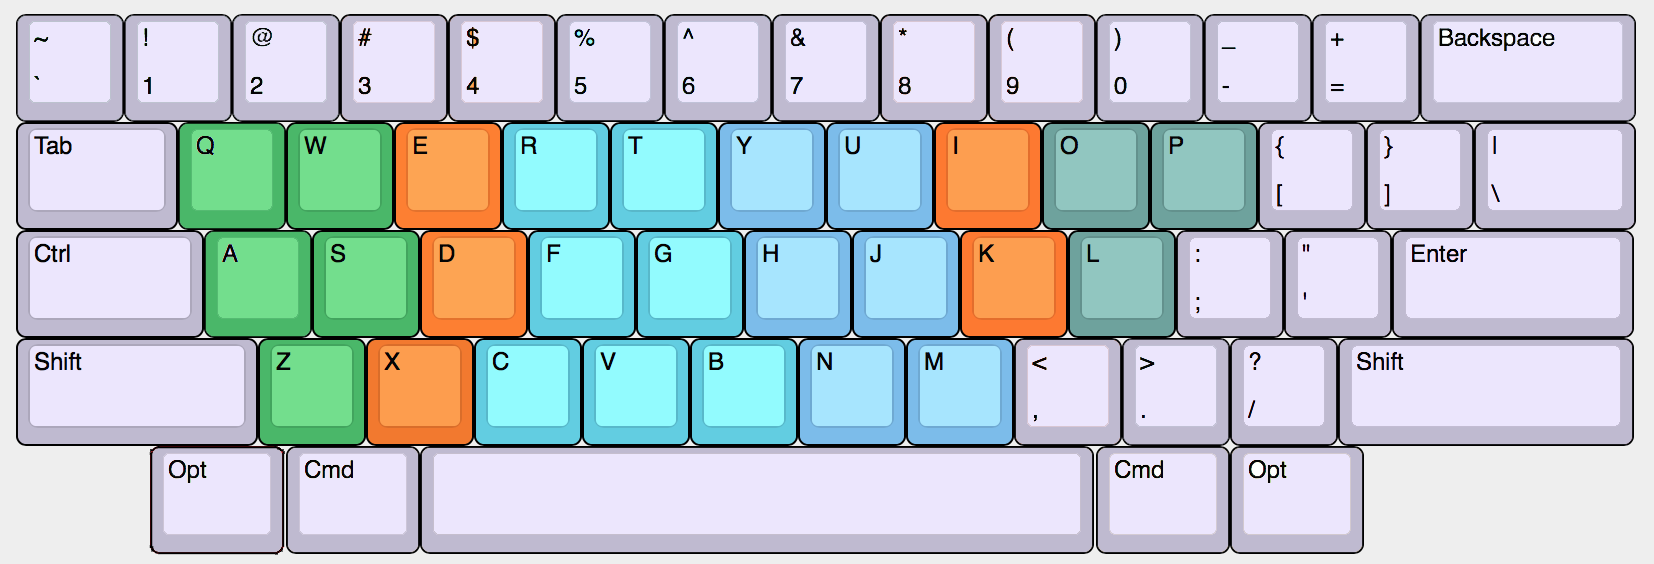 ~ ! @ # $ % ^ & * ( ) _ + Backspace
` 1 2 3 4 5 6 7 8 9 0 - =
Tab Q W E R T Y U I O P { } |
[ ] \
Ctrl A S D F G H J K L : " Enter
; '
Shift Z X C V B N M < > ? Shift
, . /
Opt Cmd Cmd Opt